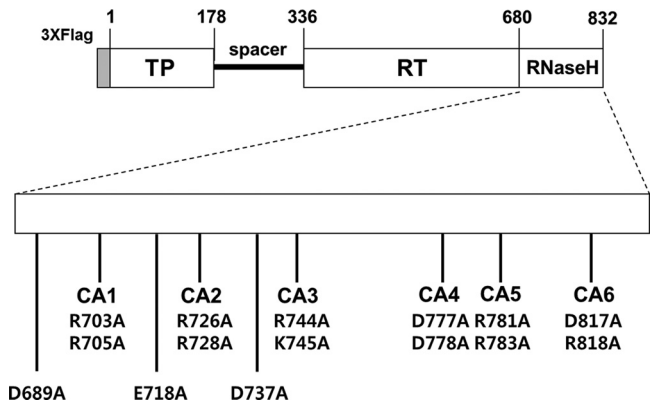 1 178 336 680 832
3XFlag
TP spacer RT RNaseH
CA1 CA2 CA3 CA4 CA5 CA6
R703A R726A R744A D777A R781A D817A
R705A R728A K745A D778A R783A R818A
D689A E718A D737A